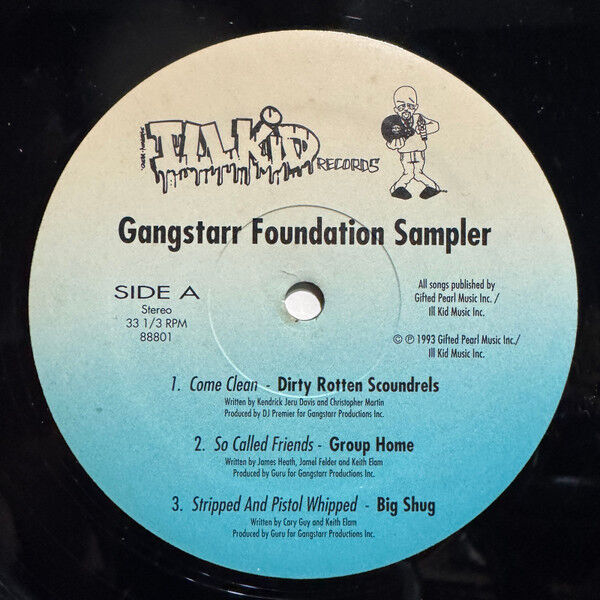 ILLKID
RECORDS
Gangstarr Foundation Sampler
SIDE A
Stereo
33 1/3 RPM
88801
All songs published by
Gifted Pearl Music Inc. /
Ill Kid Music Inc.
© ℗ 1993 Gifted Pearl Music Inc./
Ill Kid Music Inc.
1. Come Clean - Dirty Rotten Scoundrels
Written by Kendrick Jeru Davis and Christopher Martin
Produced by DJ Premier for Gangstarr Productions Inc.
2. So Called Friends - Group Home
Written by James Heath, Jamel Felder and Keith Elam
Produced by Guru for Gangstarr Productions Inc.
3. Stripped And Pistol Whipped - Big Shug
Written by Cary Guy and Keith Elam
Produced by Guru for Gangstarr Productions Inc.